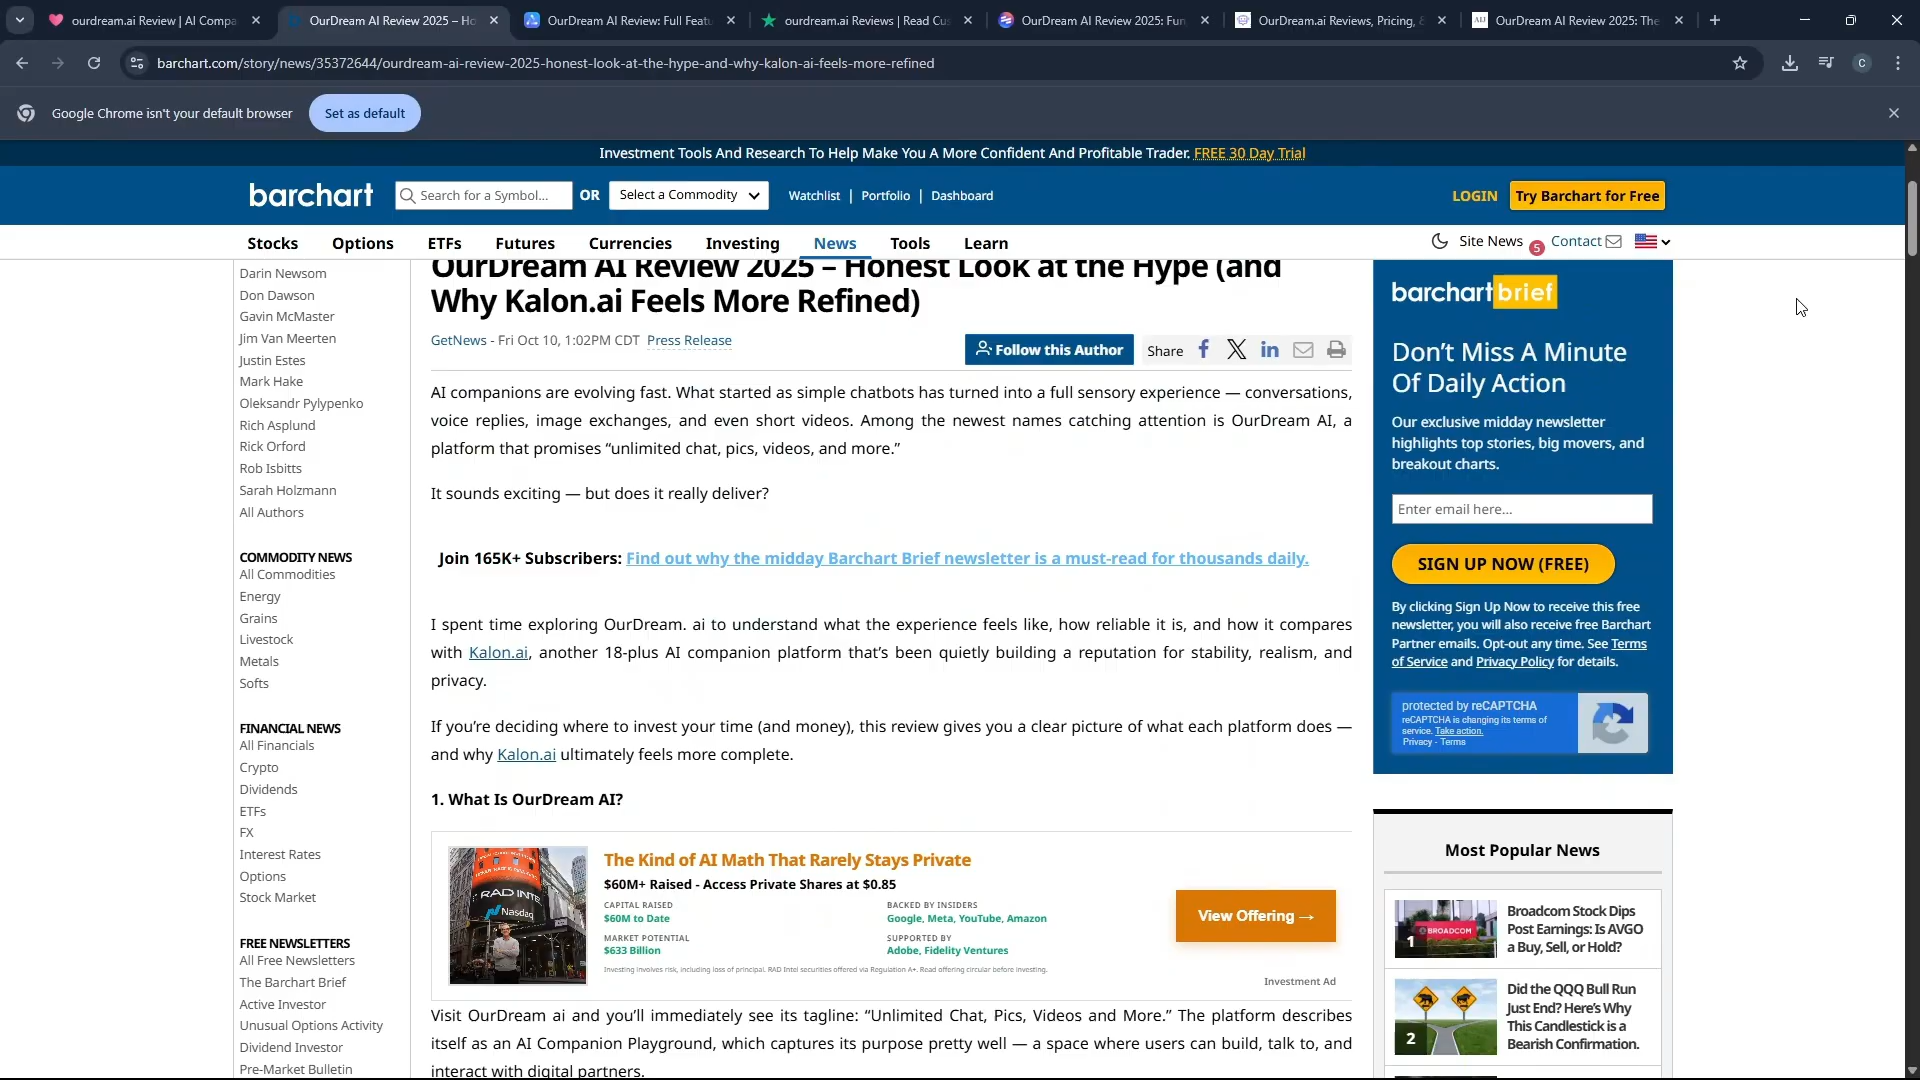 ourdream.ai Review | AI Compa
OurDream AI Review 2025 – Ho
OurDream AI Review: Full Featu
ourdream.ai Reviews | Read Cus
OurDream AI Review 2025: Fun
OurDream.ai Reviews, Pricing, &
OurDream AI Review 2025: The
barchart.com/story/news/35372644/ourdream-ai-review-2025-honest-look-at-the-hype-and-why-kalon-ai-feels-more-refined
C
Google Chrome isn't your default browser
Set as default
Investment Tools And Research To Help Make You A More Confident And Profitable Trader. FREE 30 Day Trial
barchart
Search for a Symbol...
OR
Select a Commodity
Watchlist | Portfolio | Dashboard
LOGIN
Try Barchart for Free
Stocks
Options
ETFs
Futures
Currencies
Investing
News
Tools
Learn
Site News
5
Contact
Darin Newsom
Don Dawson
Gavin McMaster
Jim Van Meerten
Justin Estes
Mark Hake
Oleksandr Pylypenko
Rich Asplund
Rick Orford
Rob Isbitts
Sarah Holzmann
All Authors
COMMODITY NEWS
All Commodities
Energy
Grains
Livestock
Metals
Softs
FINANCIAL NEWS
All Financials
Crypto
Dividends
ETFs
FX
Interest Rates
Options
Stock Market
FREE NEWSLETTERS
All Free Newsletters
The Barchart Brief
Active Investor
Unusual Options Activity
Dividend Investor
Pre-Market Bulletin
OurDream AI Review 2025 – Honest Look at the Hype (and
Why Kalon.ai Feels More Refined)
GetNews - Fri Oct 10, 1:02PM CDT Press Release
Follow this Author
Share
AI companions are evolving fast. What started as simple chatbots has turned into a full sensory experience — conversations,
voice replies, image exchanges, and even short videos. Among the newest names catching attention is OurDream AI, a
platform that promises “unlimited chat, pics, videos, and more.”
It sounds exciting — but does it really deliver?
Join 165K+ Subscribers: Find out why the midday Barchart Brief newsletter is a must-read for thousands daily.
I spent time exploring OurDream. ai to understand what the experience feels like, how reliable it is, and how it compares
with Kalon.ai, another 18-plus AI companion platform that’s been quietly building a reputation for stability, realism, and
privacy.
If you’re deciding where to invest your time (and money), this review gives you a clear picture of what each platform does —
and why Kalon.ai ultimately feels more complete.
1. What Is OurDream AI?
RAD INTEL
Nasdaq
The Kind of AI Math That Rarely Stays Private
$60M+ Raised - Access Private Shares at $0.85
CAPITAL RAISED
$60M to Date
BACKED BY INSIDERS
Google, Meta, YouTube, Amazon
MARKET POTENTIAL
$633 Billion
SUPPORTED BY
Adobe, Fidelity Ventures
Investing involves risk, including loss of principal. RAD Intel securities offered via Regulation A+. Read offering circular before investing.
View Offering →
Investment Ad
Visit OurDream ai and you’ll immediately see its tagline: “Unlimited Chat, Pics, Videos and More.” The platform describes
itself as an AI Companion Playground, which captures its purpose pretty well — a space where users can build, talk to, and
interact with digital partners.
barchart brief
Don’t Miss A Minute
Of Daily Action
Our exclusive midday newsletter
highlights top stories, big movers, and
breakout charts.
Enter email here...
SIGN UP NOW (FREE)
By clicking Sign Up Now to receive this free
newsletter, you will also receive free Barchart
Partner emails. Opt-out any time. See Terms
of Service and Privacy Policy for details.
protected by reCAPTCHA
reCAPTCHA is changing its terms of
service. Take action.
Privacy - Terms
Most Popular News
BROADCOM
1
Broadcom Stock Dips
Post Earnings: Is AVGO
a Buy, Sell, or Hold?
2
Did the QQQ Bull Run
Just End? Here’s Why
This Candlestick is a
Bearish Confirmation.